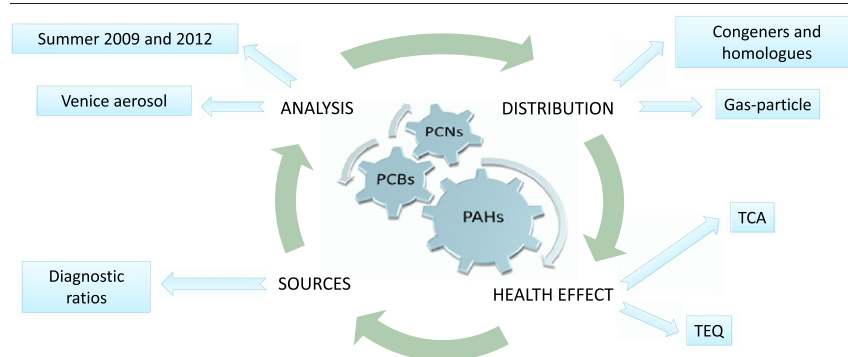 Summer 2009 and 2012
Congeners and
homologues
Venice aerosol
ANALYSIS
DISTRIBUTION
Gas-particle
PCNs
PCBs
PAHs
TCA
Diagnostic
ratios
SOURCES
HEALTH EFFECT
TEQ